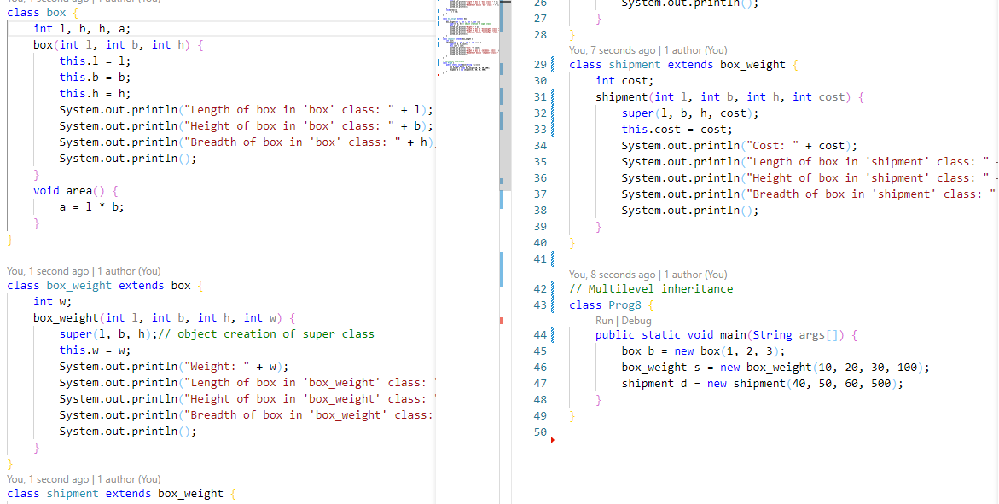 class box {
int l, b, h, a;
box(int l, int b, int h) {
this.l = l;
this.b = b;
this.h = h;
System.out.println("Length of box in 'box' class: " + l);
System.out.println("Height of box in 'box' class: " + b);
System.out.println("Breadth of box in 'box' class: " + h)
System.out.println();
}
void area() {
a = l * b;
}
}
You, 1 second ago | 1 author (You)
class box_weight extends box {
int w;
box_weight(int l, int b, int h, int w) {
super(l, b, h);// object creation of super class
this.w = w;
System.out.println("Weight: " + w);
System.out.println("Length of box in 'box_weight' class: "
System.out.println("Height of box in 'box_weight' class: "
System.out.println("Breadth of box in 'box_weight' class:
System.out.println();
}
}
You, 1 second ago | 1 author (You)
class shipment extends box_weight {
26 System.out.println();
27 }
28 }
You, 7 seconds ago | 1 author (You)
29 class shipment extends box_weight {
30 int cost;
31 shipment(int l, int b, int h, int cost) {
32 super(l, b, h, cost);
33 this.cost = cost;
34 System.out.println("Cost: " + cost);
35 System.out.println("Length of box in 'shipment' class: "
36 System.out.println("Height of box in 'shipment' class: "
37 System.out.println("Breadth of box in 'shipment' class: "
38 System.out.println();
39 }
40 }
41
You, 8 seconds ago | 1 author (You)
42 // Multilevel inheritance
43 class Prog8 {
Run | Debug
44 public static void main(String args[]) {
45 box b = new box(1, 2, 3);
46 box_weight s = new box_weight(10, 20, 30, 100);
47 shipment d = new shipment(40, 50, 60, 500);
48 }
49 }
50